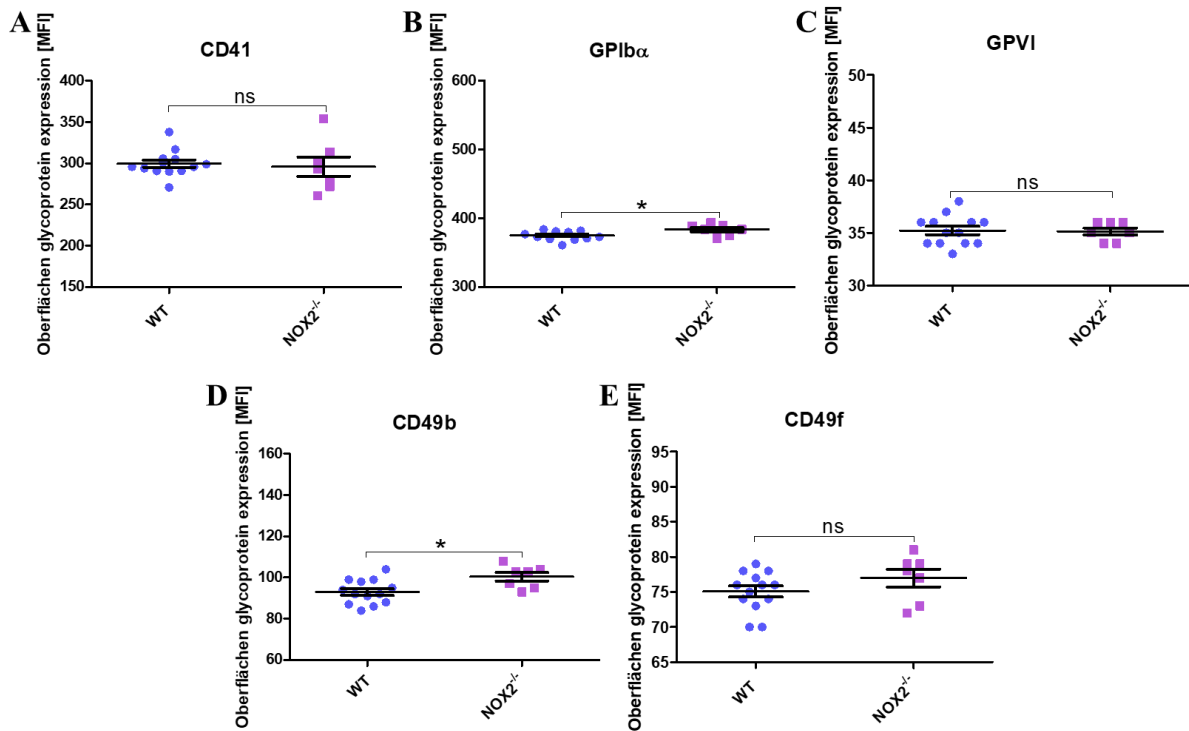 A
CD41
Oberflächen glycoprotein expression [MFI]
400
350
300
250
200
150
ns
WT
NOX2-/-
B
GPIbα
Oberflächen glycoprotein expression [MFI]
600
500
400
300
*
WT
NOX2-/-
C
GPVI
Oberflächen glycoprotein expression [MFI]
50
45
40
35
30
ns
WT
NOX2-/-
D
CD49b
Oberflächen glycoprotein expression [MFI]
160
140
120
100
80
60
*
WT
NOX2-/-
E
CD49f
Oberflächen glycoprotein expression [MFI]
95
90
85
80
75
70
65
ns
WT
NOX2-/-